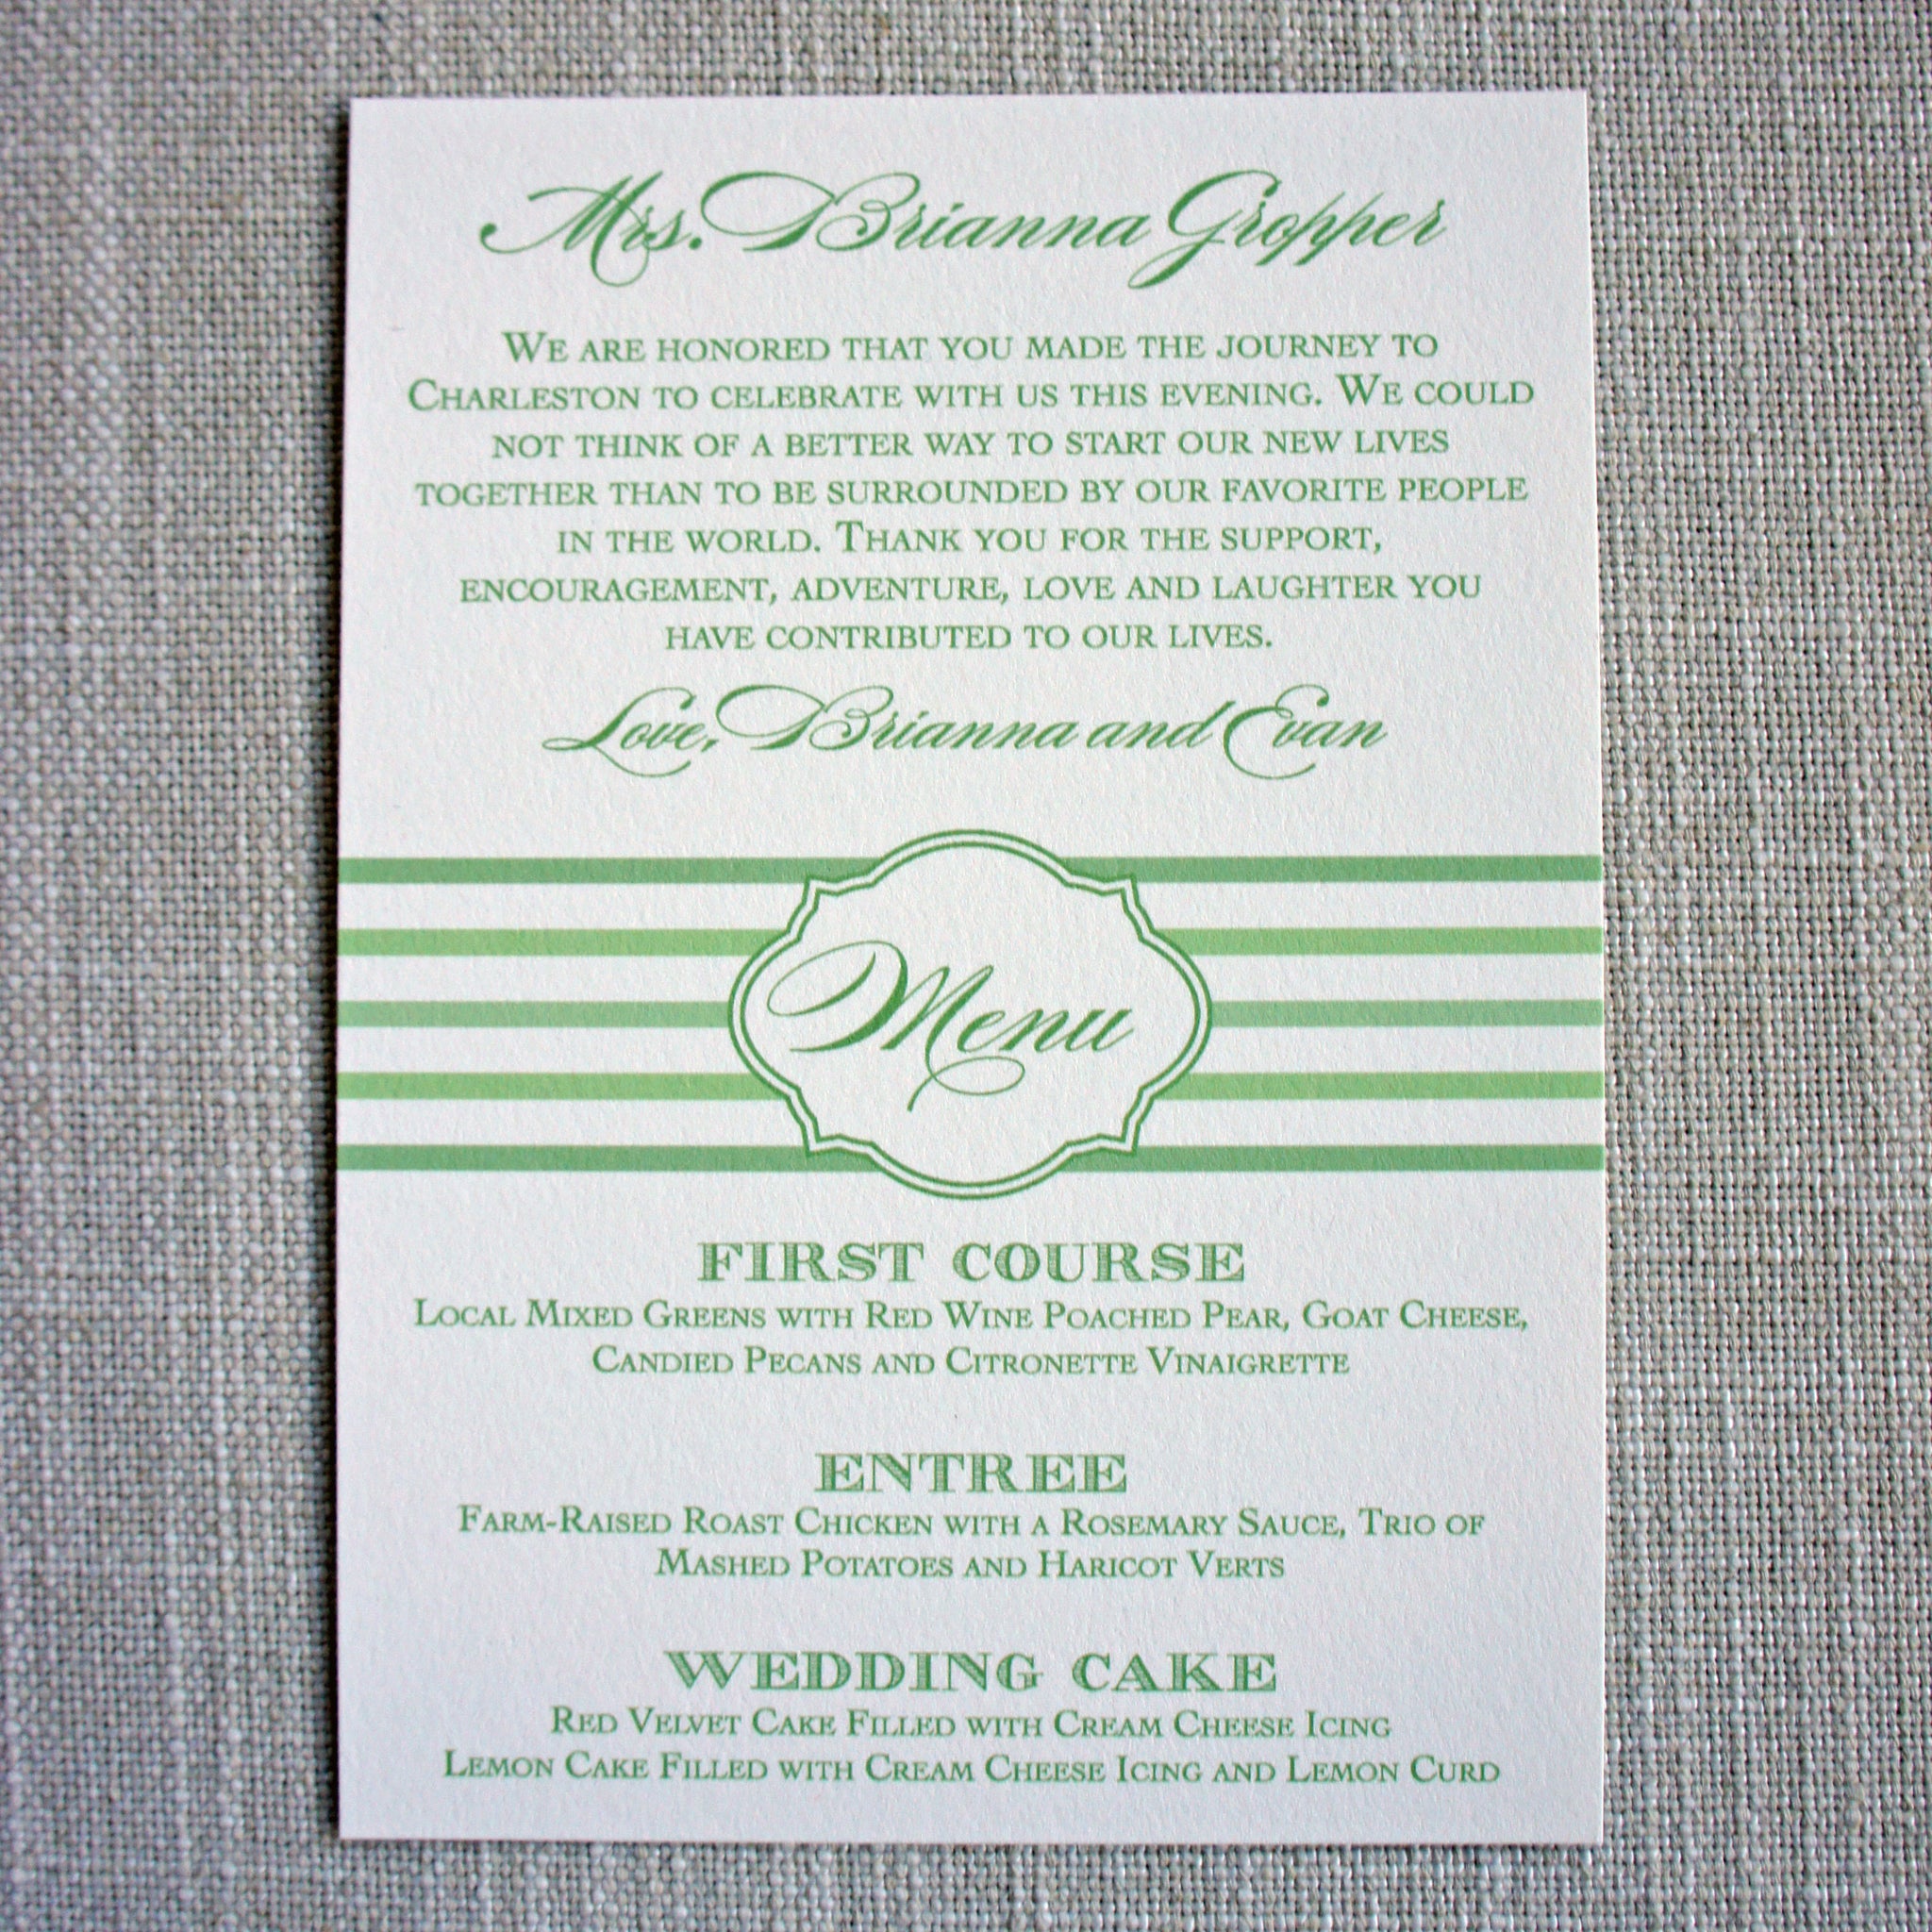 Mrs. Brianna Gropper
We are honored that you made the journey to
Charleston to celebrate with us this evening. We could
not think of a better way to start our new lives
together than to be surrounded by our favorite people
in the world. Thank you for the support,
encouragement, adventure, love and laughter you
have contributed to our lives.
Love, Brianna and Evan
Menu
FIRST COURSE
Local Mixed Greens with Red Wine Poached Pear, Goat Cheese,
Candied Pecans and Citronette Vinaigrette
ENTREE
Farm-Raised Roast Chicken with a Rosemary Sauce, Trio of
Mashed Potatoes and Haricot Verts
WEDDING CAKE
Red Velvet Cake Filled with Cream Cheese Icing
Lemon Cake Filled with Cream Cheese Icing and Lemon Curd